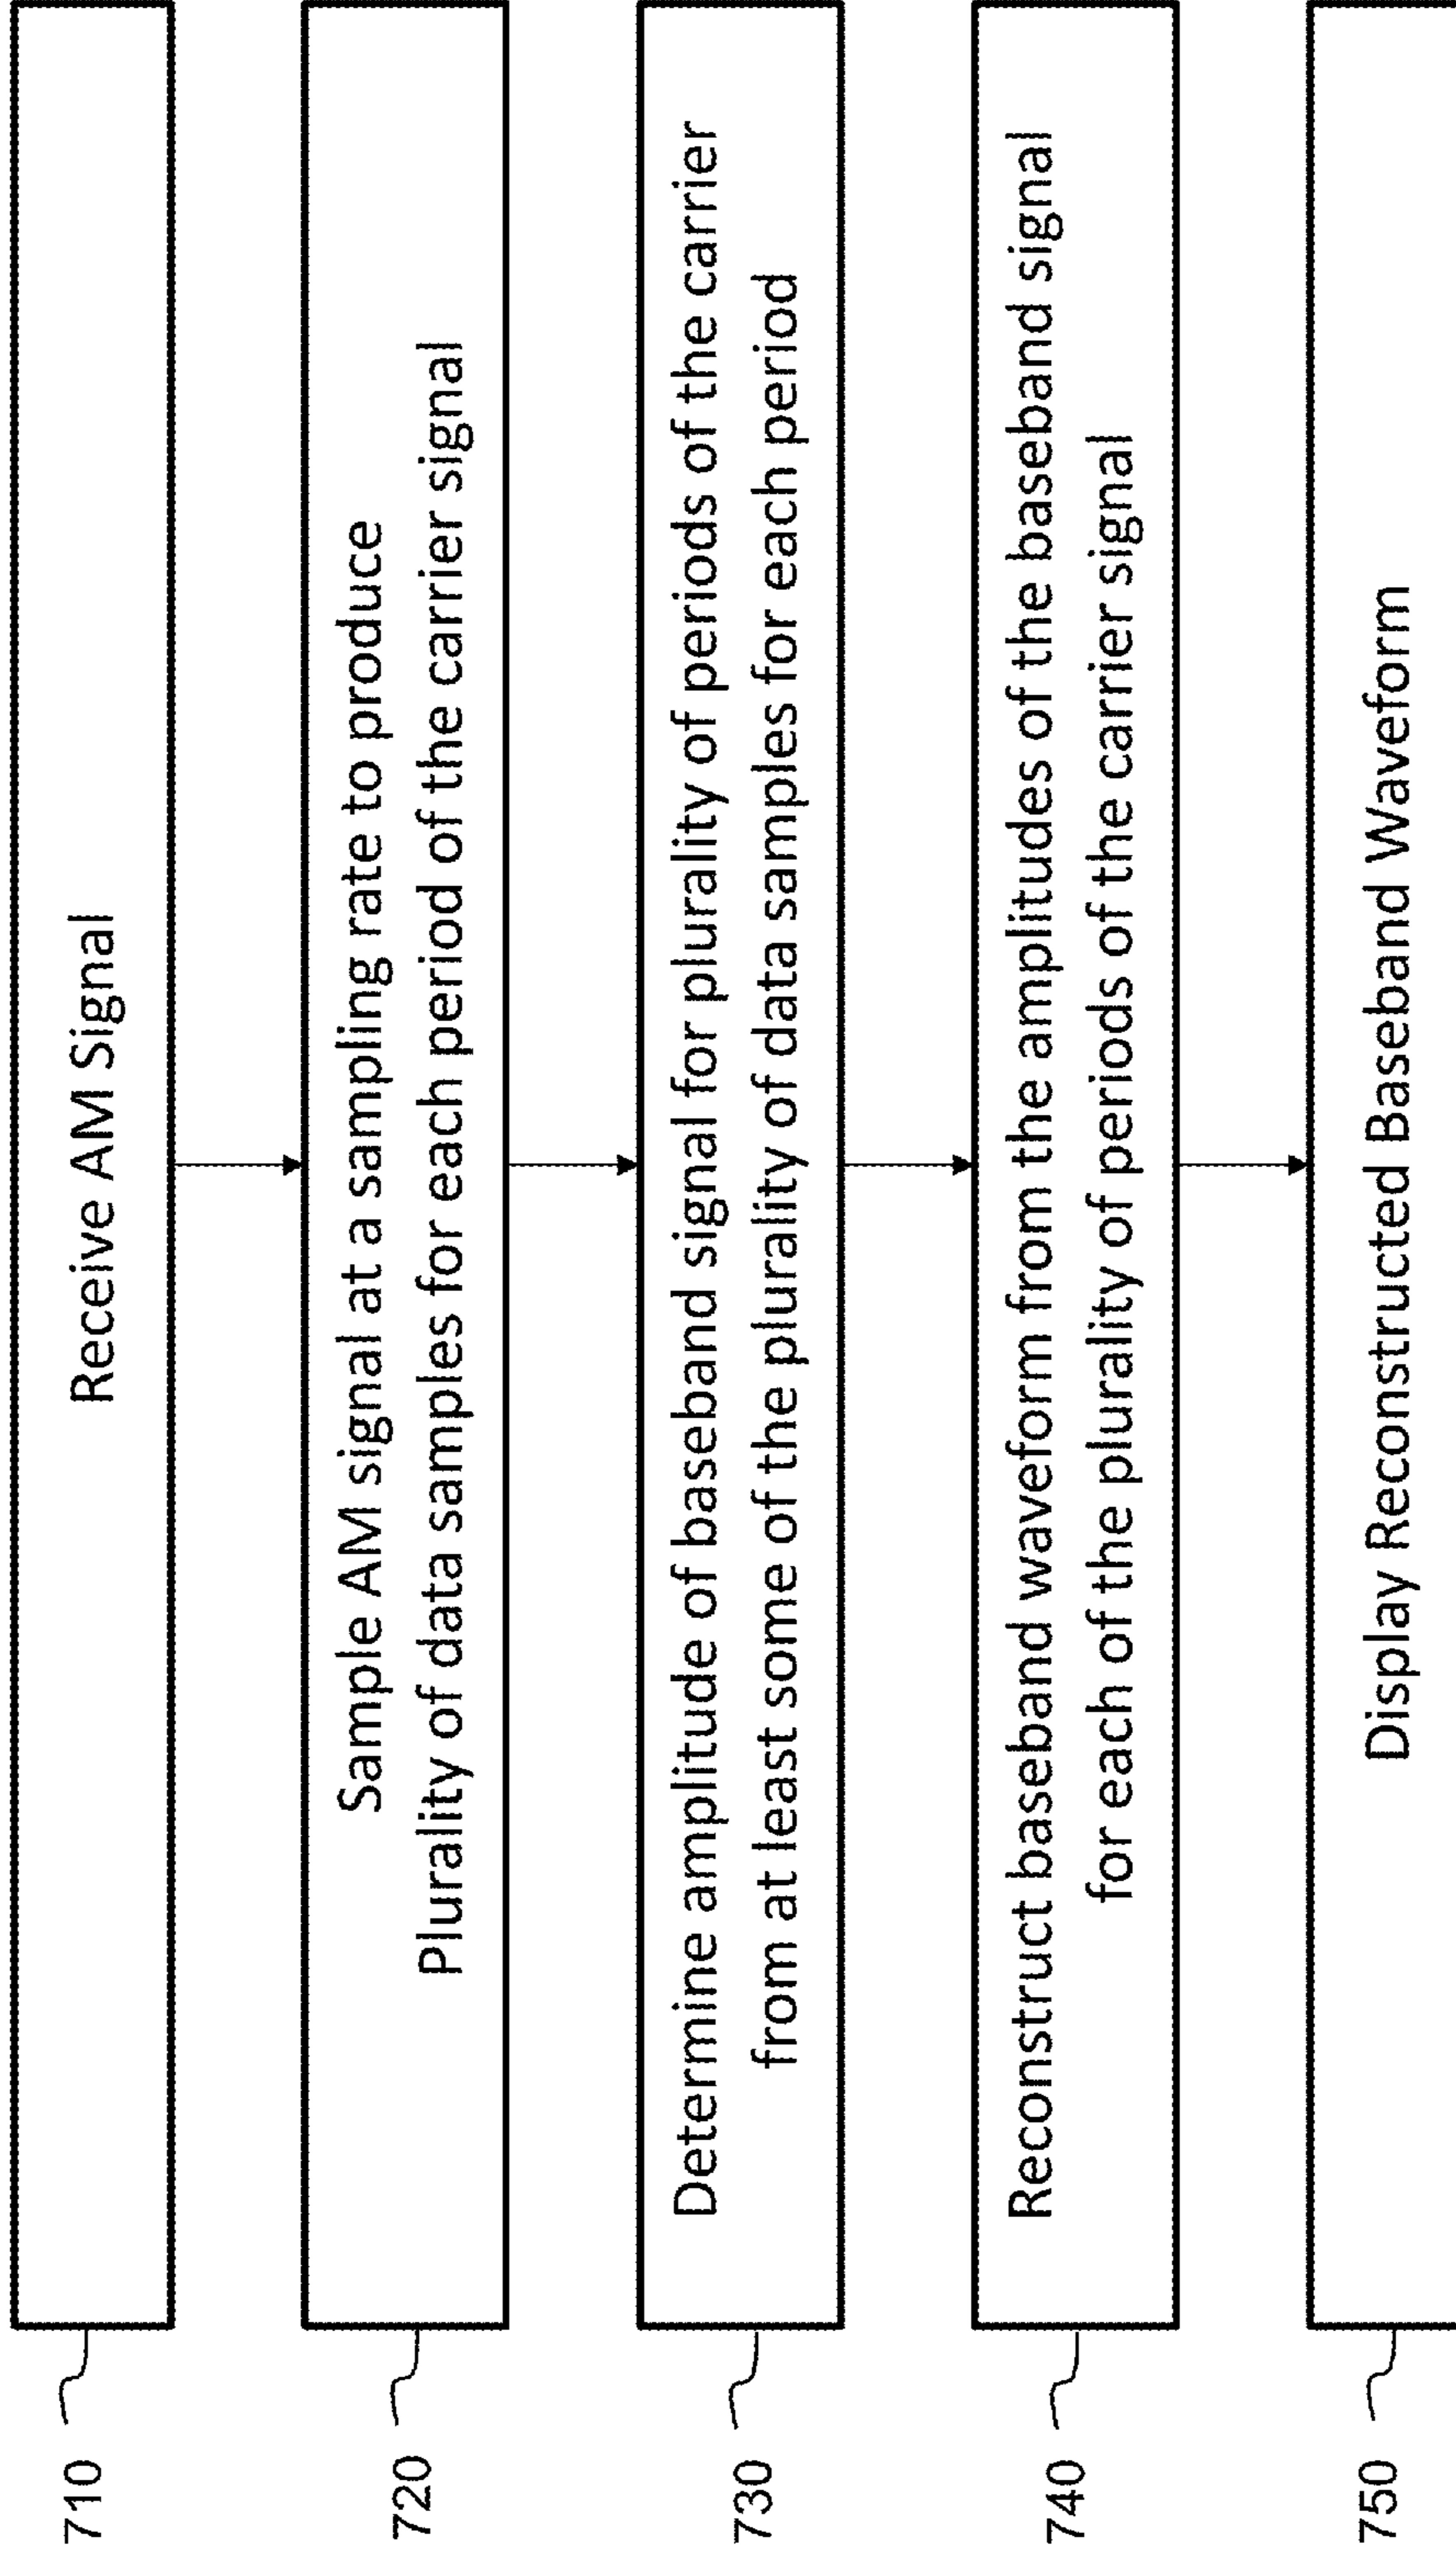 710
Receive AM Signal
720
Sample AM signal at a sampling rate to produce
Plurality of data samples for each period of the carrier signal
730
Determine amplitude of baseband signal for plurality of periods of the carrier
from at least some of the plurality of data samples for each period
740
Reconstruct baseband waveform from the amplitudes of the baseband signal
for each of the plurality of periods of the carrier signal
750
Display Reconstructed Baseband Waveform